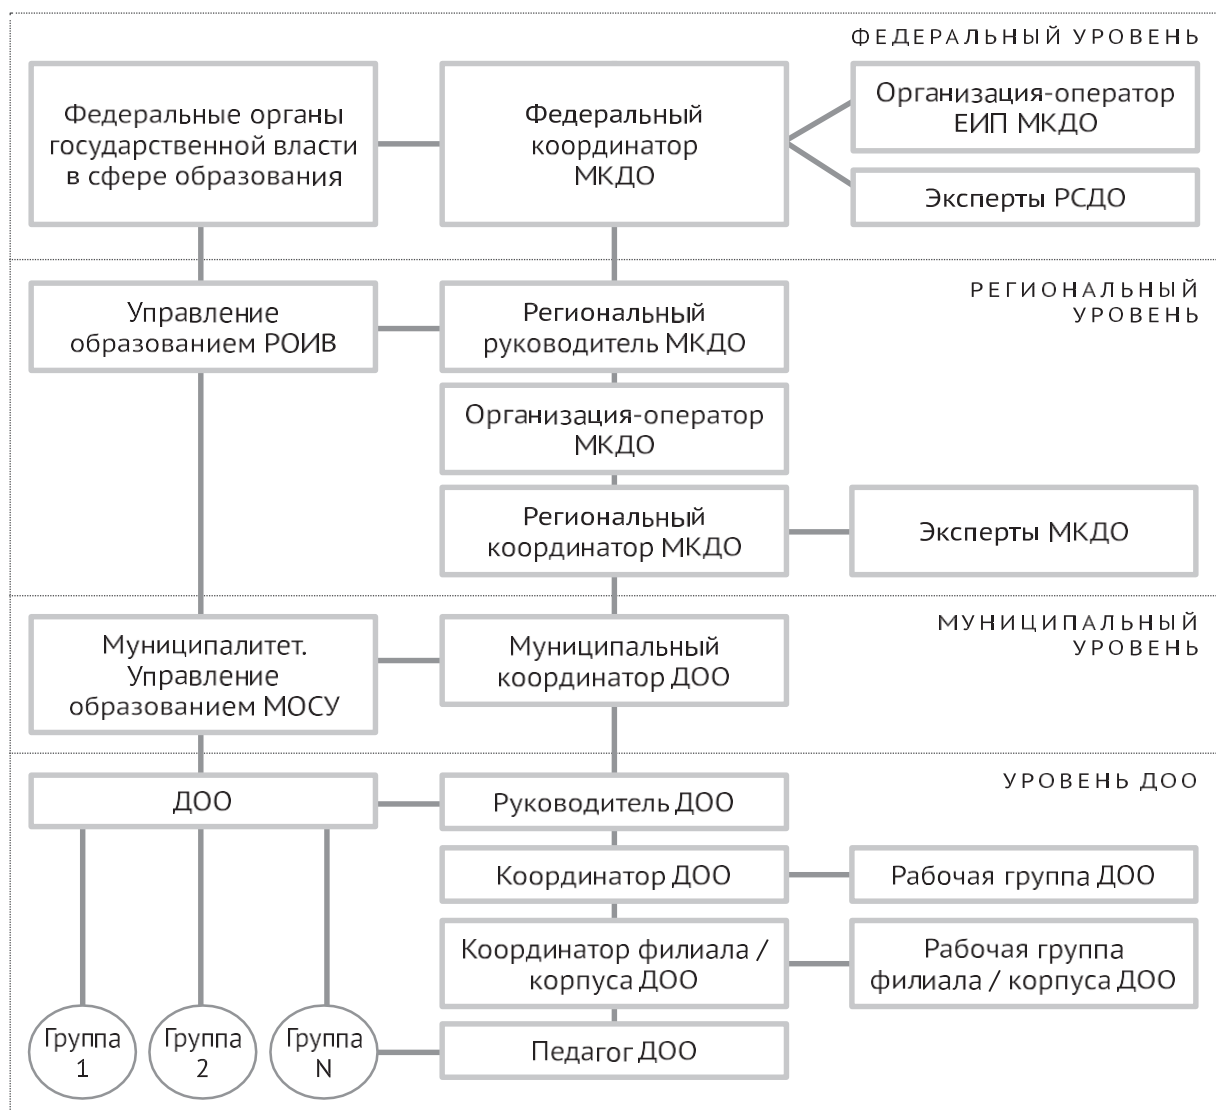 ФЕДЕРАЛЬНЫЙ УРОВЕНЬ
Федеральные органы
государственной власти
в сфере образования
Федеральный
координатор
МКДО
Организация-оператор
ЕИП МКДО
Эксперты РСДО
РЕГИОНАЛЬНЫЙ
УРОВЕНЬ
Управление
образованием РОИВ
Региональный
руководитель МКДО
Организация-оператор
МКДО
Региональный
координатор МКДО
Эксперты МКДО
МУНИЦИПАЛЬНЫЙ
УРОВЕНЬ
Муниципалитет.
Управление
образованием МОСУ
Муниципальный
координатор ДОО
УРОВЕНЬ ДОО
ДОО
Руководитель ДОО
Координатор ДОО
Рабочая группа ДОО
Координатор филиала /
корпуса ДОО
Рабочая группа
филиала / корпуса ДОО
Группа
1
Группа
2
Группа
N
Педагог ДОО